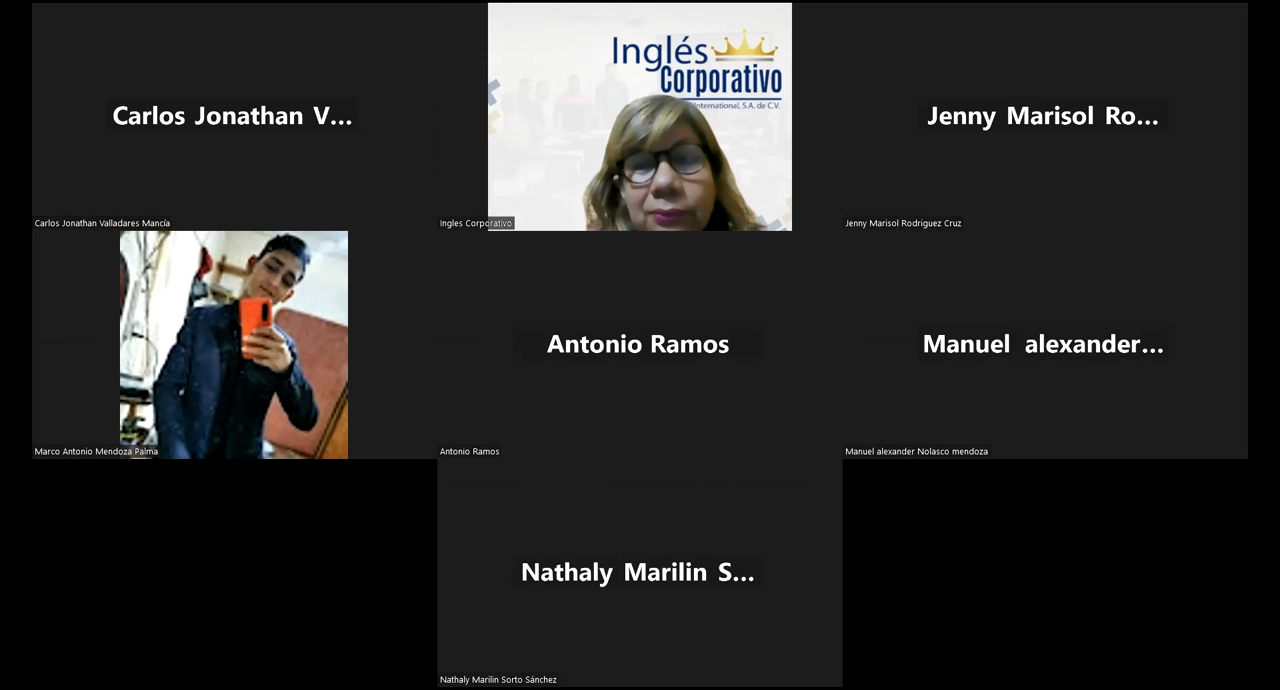 Carlos Jonathan V...
Carlos Jonathan Valladares Mancía
Inglés
Corporativo
International, S.A. de C.V.
Ingles Corporativo
Jenny Marisol Ro...
Jenny Marisol Rodriguez Cruz
Marco Antonio Mendoza Palma
Antonio Ramos
Antonio Ramos
Manuel alexander...
Manuel alexander Nolasco mendoza
Nathaly Marilin S...
Nathaly Marilin Sorto Sánchez